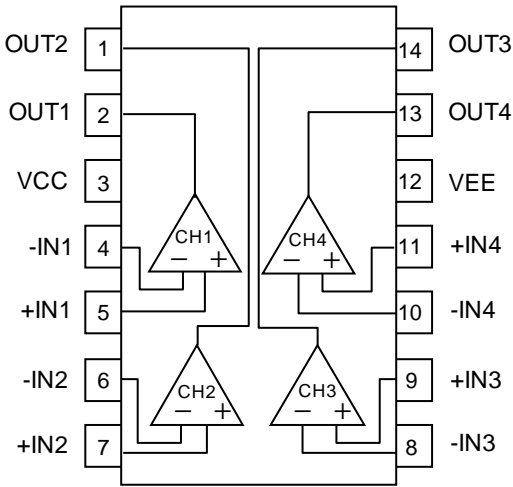 OUT2 1 14 OUT3
OUT1 2 13 OUT4
VCC 3 12 VEE
-IN1 4 CH1 CH4 11 +IN4
− + − +
+IN1 5 10 -IN4
-IN2 6 CH2 CH3 9 +IN3
− + − +
+IN2 7 8 -IN3